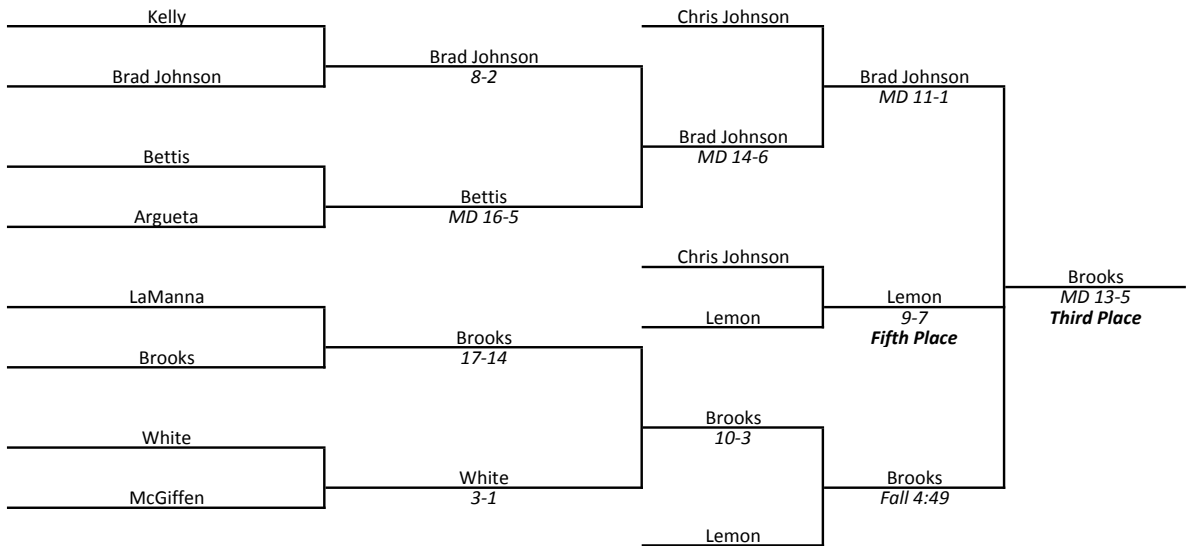 Kelly
Chris Johnson
Brad Johnson
8-2
Brad Johnson
Brad Johnson
MD 11-1
Brad Johnson
MD 14-6
Bettis
Bettis
MD 16-5
Argueta
Chris Johnson
Brooks
MD 13-5
Third Place
LaManna
Lemon
9-7
Fifth Place
Lemon
Brooks
17-14
Brooks
Brooks
10-3
White
White
3-1
Brooks
Fall 4:49
McGiffen
Lemon